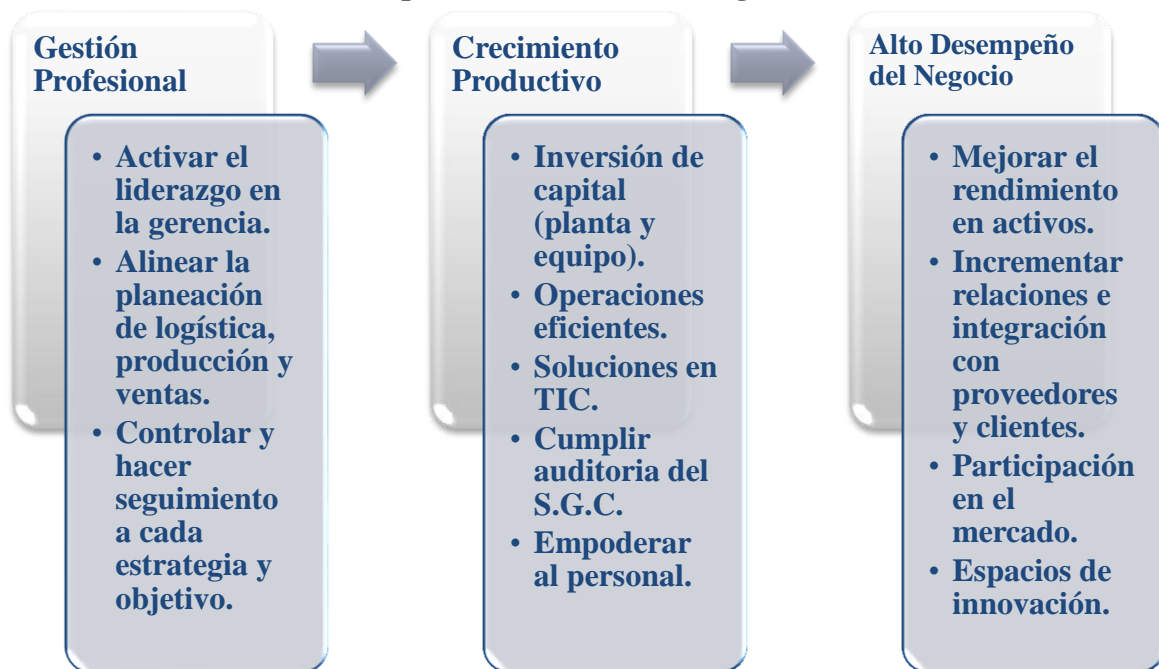 Gestión
Profesional
• Activar el
liderazgo en
la gerencia.
• Alinear la
planeación
de logística,
producción y
ventas.
• Controlar y
hacer
seguimiento
a cada
estrategia y
objetivo.
Crecimiento
Productivo
• Inversión de
capital
(planta y
equipo).
• Operaciones
eficientes.
• Soluciones en
TIC.
• Cumplir
auditoria del
S.G.C.
• Empoderar
al personal.
Alto Desempeño
del Negocio
• Mejorar el
rendimiento
en activos.
• Incrementar
relaciones e
integración
con
proveedores
y clientes.
• Participación
en el
mercado.
• Espacios de
innovación.